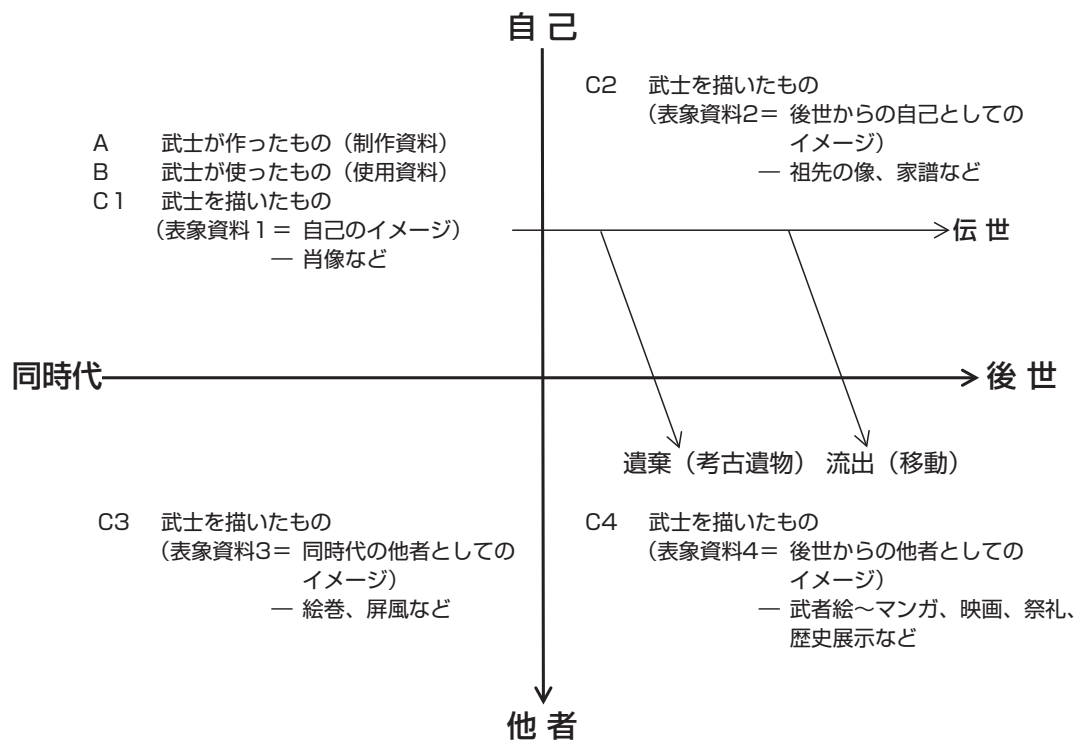 自 己
A 武士が作ったもの（制作資料）
B 武士が使ったもの（使用資料）
C1 武士を描いたもの
（表象資料1＝ 自己のイメージ）
― 肖像など
C2 武士を描いたもの
（表象資料2＝ 後世からの自己としての
イメージ）
― 祖先の像、家譜など
伝 世
同時代
後 世
遺棄（考古遺物）
流出（移動）
C3 武士を描いたもの
（表象資料3＝ 同時代の他者としての
イメージ）
― 絵巻、屏風など
C4 武士を描いたもの
（表象資料4＝ 後世からの他者としての
イメージ）
― 武者絵～マンガ、映画、祭礼、
歴史展示など
他 者